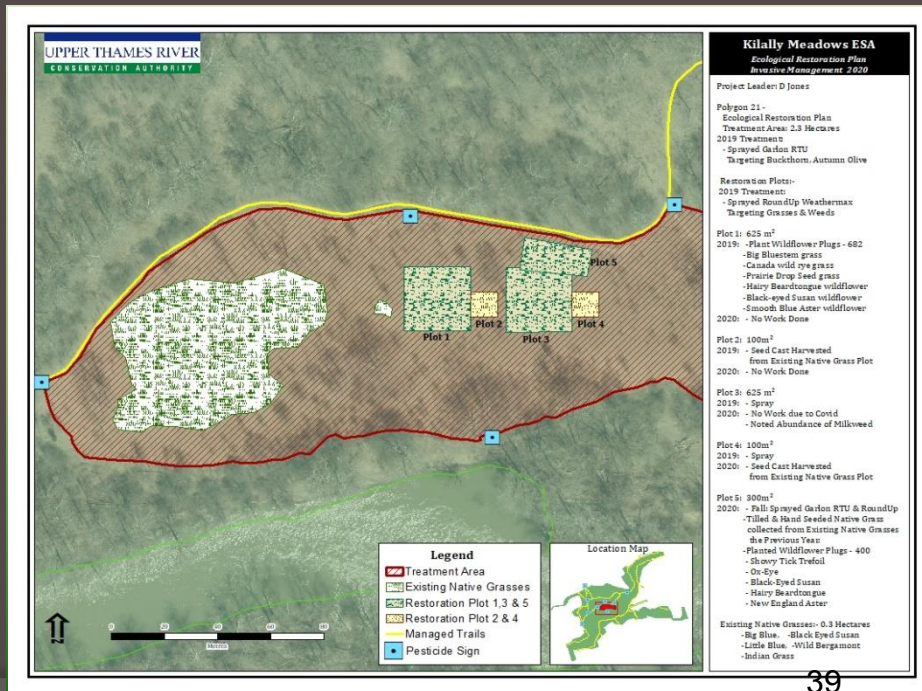 UPPER THAMES RIVER
CONSERVATION AUTHORITY
Plot 1
Plot 2
Plot 3
Plot 4
Plot 5
Legend
Treatment Area
Existing Native Grasses
Restoration Plot 1,3 & 5
Restoration Plot 2 & 4
Managed Trails
Pesticide Sign
Location Map
N
0 20 40 60 80
Kilally Meadows ESA
Ecological Restoration Plan
Invasive Management 2020
Project Leader: D Jones
Polygon 21 -
Ecological Restoration Plan
Treatment Area: 2.3 Hectares
2019 Treatment:
- Sprayed Garlon RTU
Targeting Buckthorn, Autumn Olive
Restoration Plots:-
2019 Treatment:
- Sprayed RoundUp Weathermax
Targeting Grasses & Weeds
Plot 1: 625 m²
2019: -Plant Wildflower Plugs - 682
-Big Bluestem grass
-Canada wild rye grass
-Prairie Drop Seed grass
-Hairy Beardtongue wildflower
-Black-eyed Susan wildflower
-Smooth Blue Aster wildflower
2020: - No Work Done
Plot 2: 100m²
2019: - Seed Cast Harvested
from Existing Native Grass Plot
2020: - No Work Done
Plot 3: 625 m²
2019: - Spray
2020: - No Work due to Covid
- Noted Abundance of Milkweed
Plot 4: 100m²
2019: - Spray
2020: - Seed Cast Harvested
from Existing Native Grass Plot
Plot 5: 300m²
2020: - Fall: Sprayed Garlon RTU & RoundUp
-Tilled & Hand Seeded Native Grass
collected from Existing Native Grasses
the Previous Year
-Planted Wildflower Plugs - 400
- Showy Tick Trefoil
- Ox-Eye
- Black-Eyed Susan
- Hairy Beardtongue
- New England Aster
Existing Native Grasses:- 0.3 Hectares
-Big Blue, -Black Eyed Susan
-Little Blue, -Wild Bergamont
-Indian Grass
39